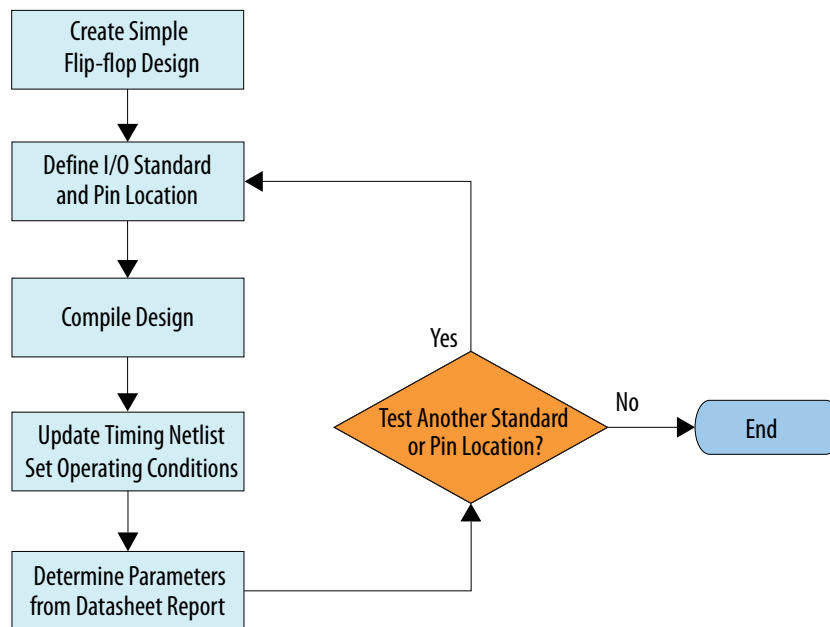 Create Simple
Flip-flop Design
Define I/O Standard
and Pin Location
Compile Design
Update Timing Netlist
Set Operating Conditions
Determine Parameters
from Datasheet Report
Test Another Standard
or Pin Location?
Yes
No
End